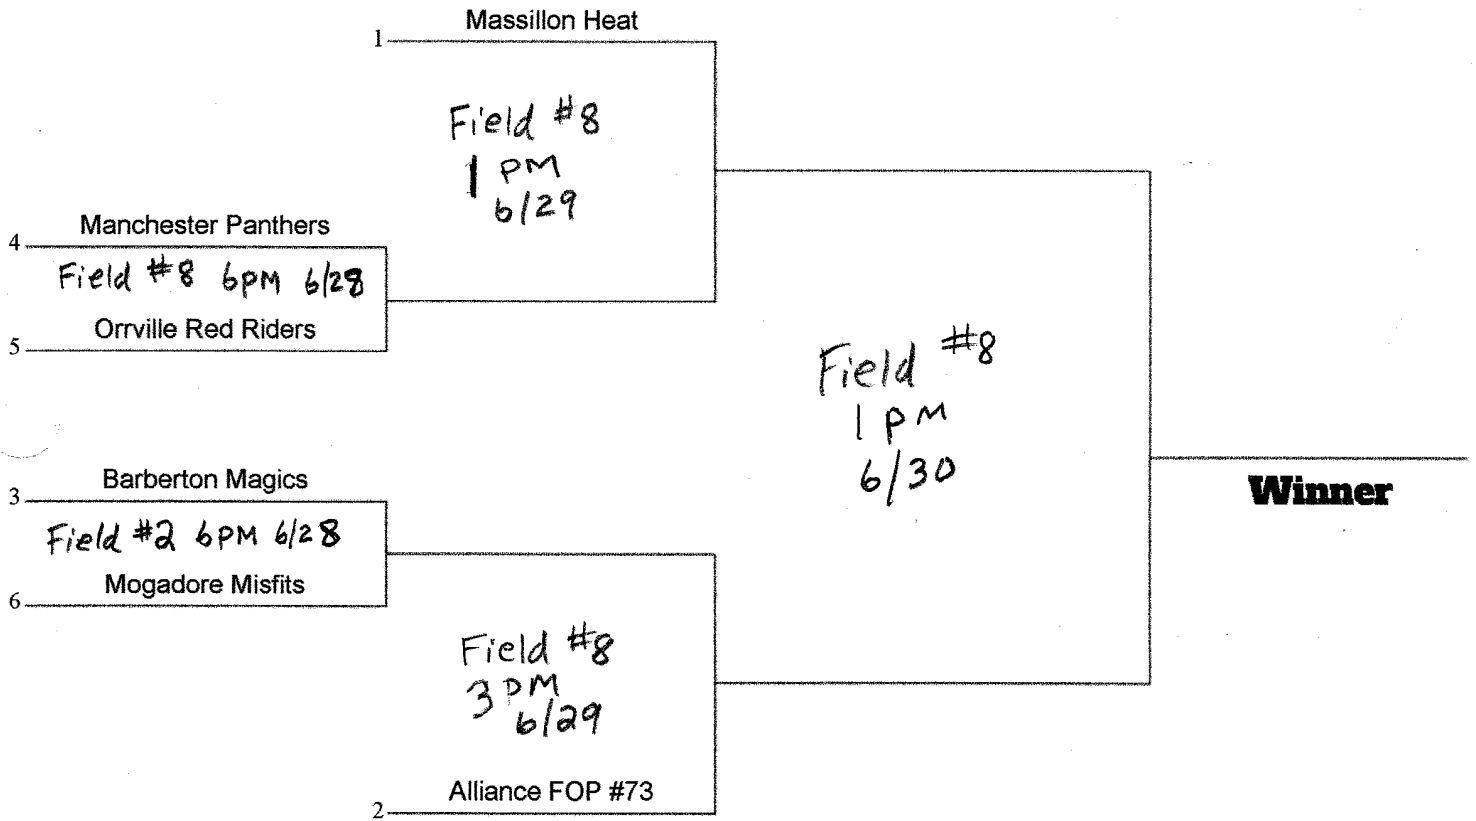 Massillon Heat
1
Field #8
1 PM
6/29
Manchester Panthers
4
Field #8 6PM 6/28
Orrville Red Riders
5
Field #8
1 PM
6/30
Barberton Magics
3
Field #2 6PM 6/28
Mogadore Misfits
6
Winner
Field #8
3 PM
6/29
Alliance FOP #73
2